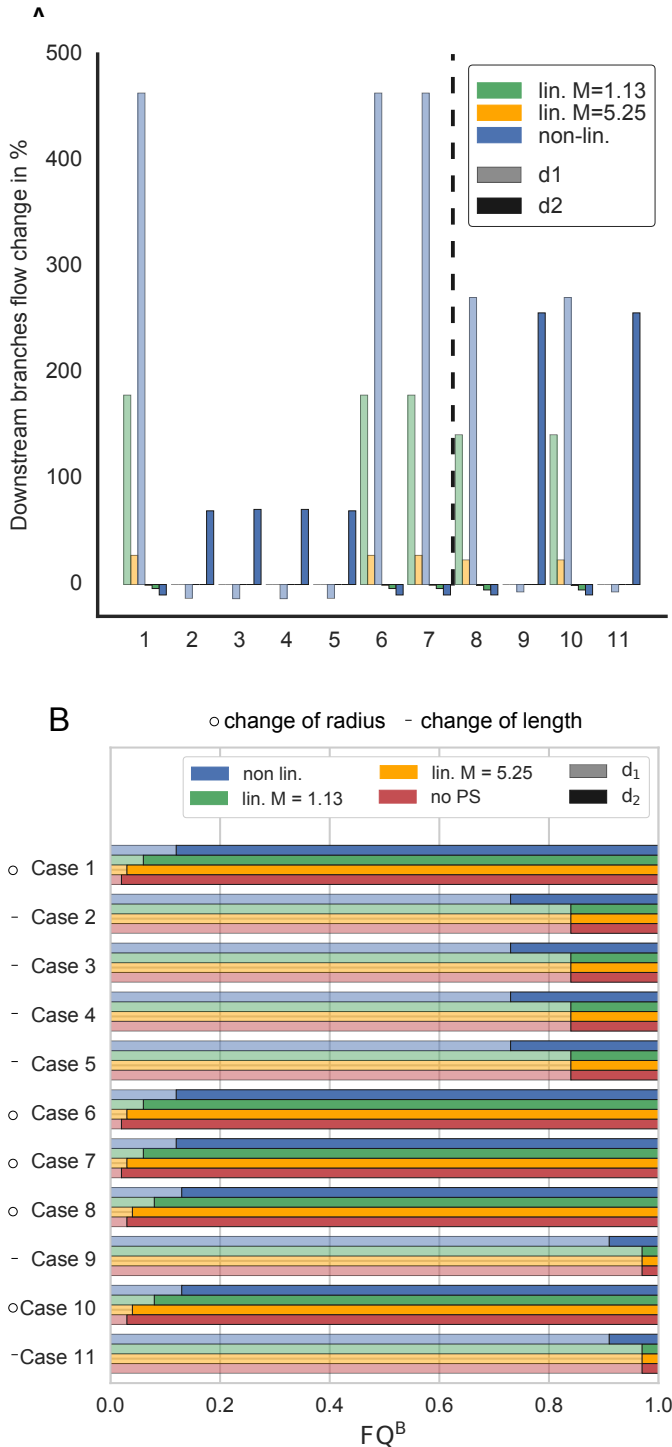 A
500
400
300
200
100
0
Downstream branches flow change in %
lin. M=1.13
lin. M=5.25
non-lin.
d1
d2
1 2 3 4 5 6 7 8 9 10 11
B
○ change of radius - change of length
non lin. lin. M = 5.25 d₁
lin. M = 1.13 no PS d₂
○ Case 1
- Case 2
- Case 3
- Case 4
- Case 5
○ Case 6
○ Case 7
○ Case 8
- Case 9
○ Case 10
- Case 11
0.0 0.2 0.4 0.6 0.8 1.0
FQᴮ